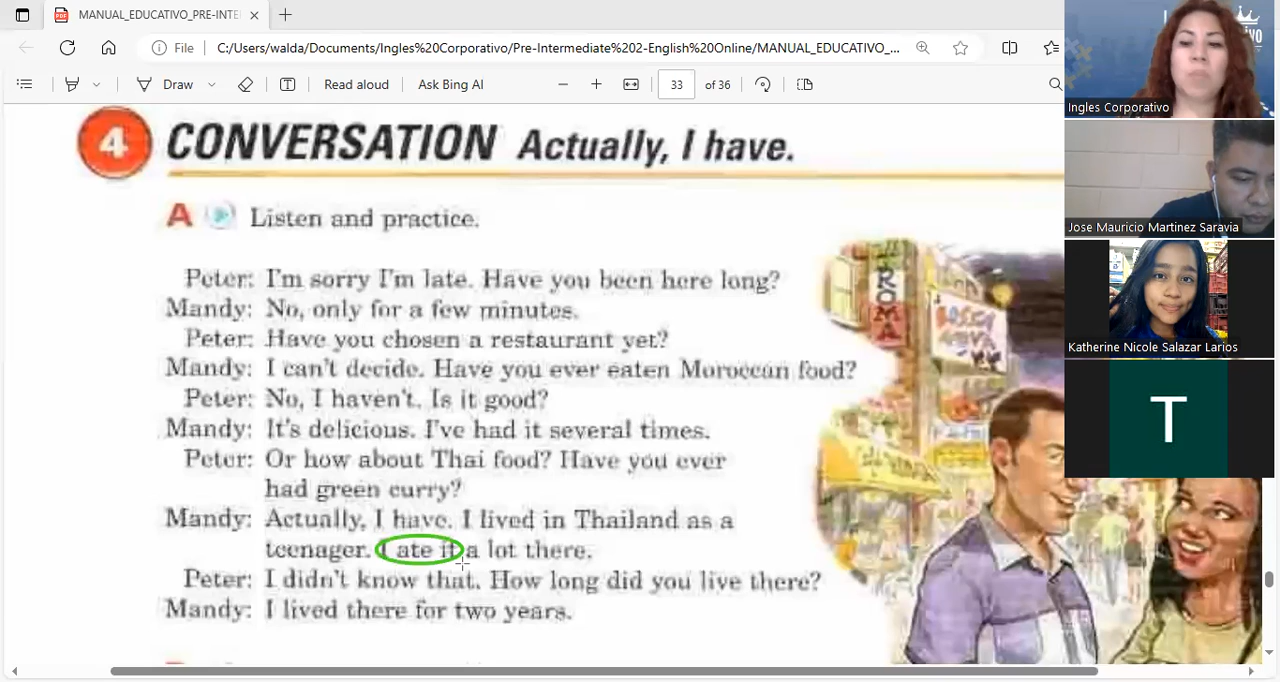 MANUAL_EDUCATIVO_PRE-INTE
File
C:/Users/walda/Documents/Ingles%20Corporativo/Pre-Intermediate%202-English%20Online/MANUAL_EDUCATIVO_...
Draw
Read aloud
Ask Bing AI
33
of 36
Ingles Corporativo
4 CONVERSATION Actually, I have.
A Listen and practice.
Peter: I'm sorry I'm late. Have you been here long?
Mandy: No, only for a few minutes.
Peter: Have you chosen a restaurant yet?
Mandy: I can't decide. Have you ever eaten Moroccan food?
Peter: No, I haven't. Is it good?
Mandy: It's delicious. I've had it several times.
Peter: Or how about Thai food? Have you ever
had green curry?
Mandy: Actually, I have. I lived in Thailand as a
teenager. I ate it a lot there.
Peter: I didn't know that. How long did you live there?
Mandy: I lived there for two years.
ROMA
Jose Mauricio Martinez Saravia
Katherine Nicole Salazar Larios
T